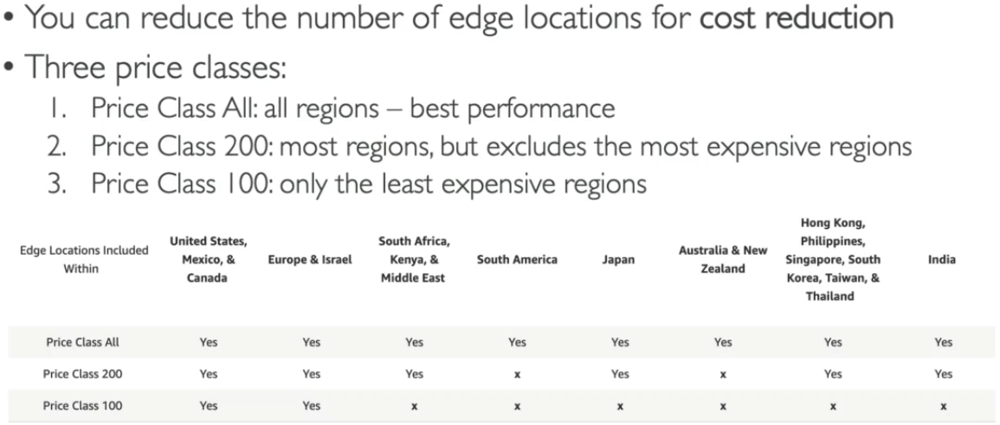 • You can reduce the number of edge locations for cost reduction
• Three price classes:
1. Price Class All: all regions – best performance
2. Price Class 200: most regions, but excludes the most expensive regions
3. Price Class 100: only the least expensive regions
Edge Locations Included Within United States, Mexico, & Canada Europe & Israel South Africa, Kenya, & Middle East South America Japan Australia & New Zealand Hong Kong, Philippines, Singapore, South Korea, Taiwan, & Thailand India
Price Class All Yes Yes Yes Yes Yes Yes Yes Yes
Price Class 200 Yes Yes Yes x Yes x Yes Yes
Price Class 100 Yes Yes x x x x x x